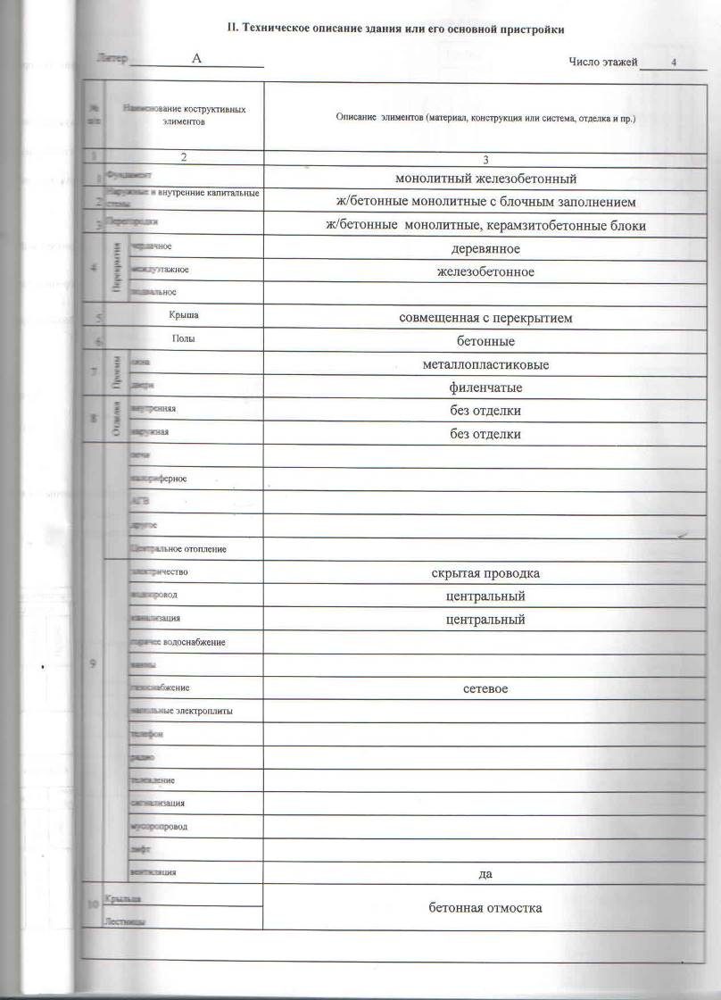 II. Техническое описание здания или его основной пристройки
Литер А Число этажей 4
№ п/п Наименование коструктивных элиментов Описание элиментов (материал, конструкция или система, отделка и пр.)
1 2 3
1 Фундамент монолитный железобетонный
2 Наружные и внутренние капитальные стены ж/бетонные монолитные с блочным заполнением
3 Перегородки ж/бетонные монолитные, керамзитобетонные блоки
4 Перекрытия чердачное деревянное
междуэтажное железобетонное
подвальное
5 Крыша совмещенная с перекрытием
6 Полы бетонные
7 Проемы окна металлопластиковые
двери филенчатые
8 Отделка внутренняя без отделки
наружная без отделки
9 печи
калориферное
АГВ
другое
Центральное отопление
электричество скрытая проводка
водопровод центральный
канализация центральный
горячее водоснабжение
ванны
газоснабжение сетевое
напольные электроплиты
телефон
радио
сигнализация
мусоропровод
лифт
вентиляция да
10 Крыльца бетонная отмостка
Лестницы